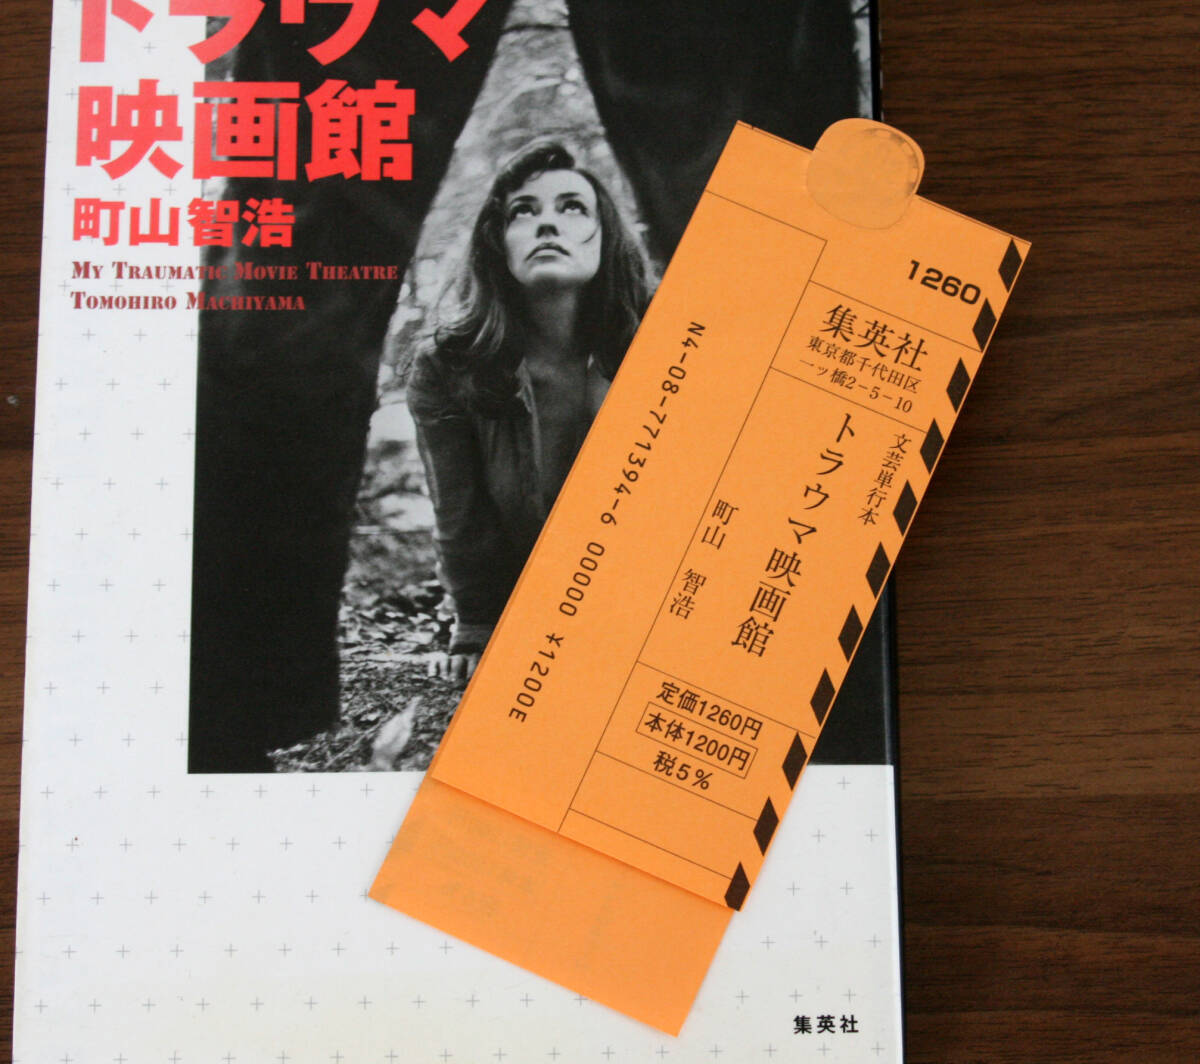 トラウマ
映画館
町山智浩
MY TRAUMATIC MOVIE THEATRE
TOMOHIRO MACHIYAMA
1260
集英社
東京都千代田区
一ッ橋2-5-10
文芸単行本
トラウマ映画館
町山 智浩
N4-08-771394-6 00000 ¥1200E
定価1260円
本体1200円
税5%
集英社